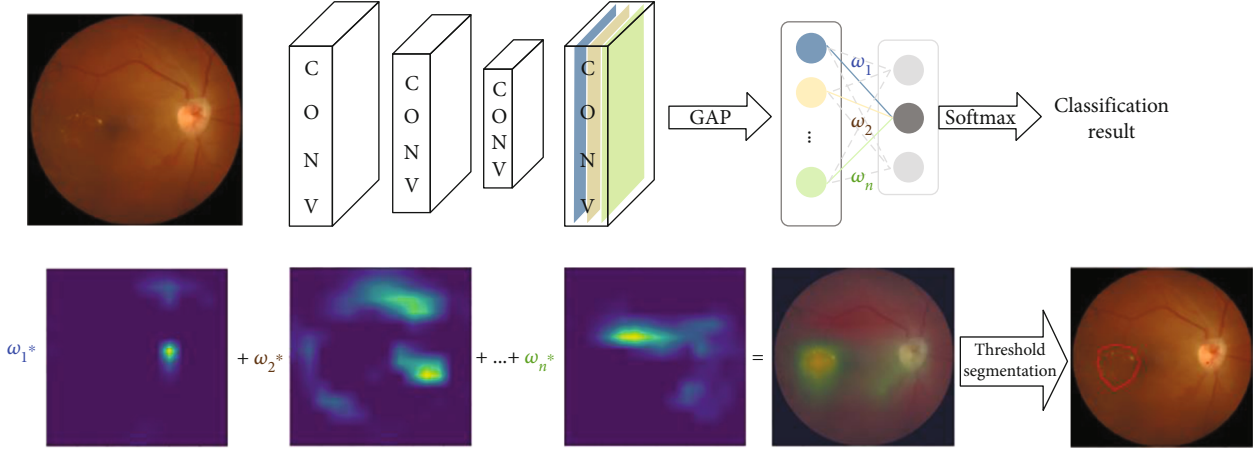 C O N V
C O N V
C O N V
C O N V
GAP
ω1
ω2
...
ωn
Softmax
Classification
result
ω1* + ω2* + ...+ ωn* =
Threshold
segmentation